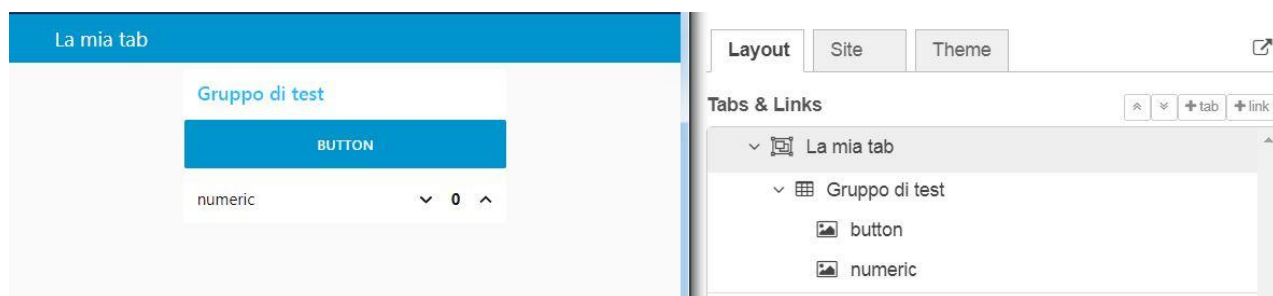 La mia tab
Gruppo di test
BUTTON
numeric 0
Layout Site Theme
Tabs & Links +tab +link
La mia tab
Gruppo di test
button
numeric